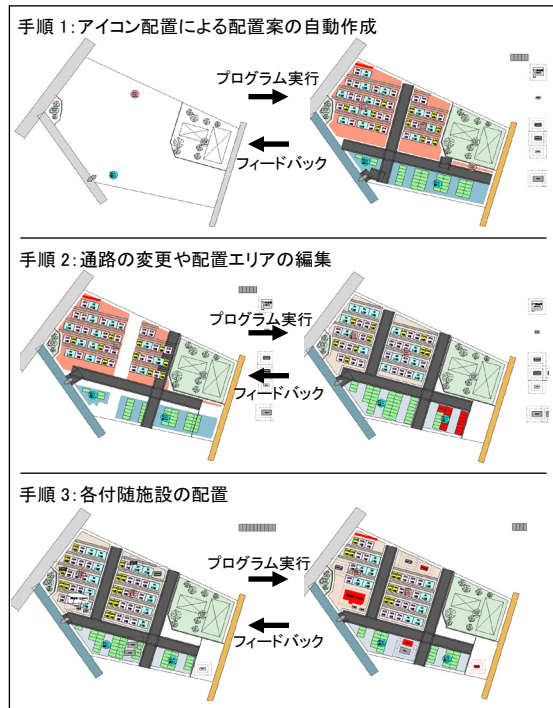 手順 1:アイコン配置による配置案の自動作成
プログラム実行
フィードバック
手順 2:通路の変更や配置エリアの編集
プログラム実行
フィードバック
手順 3:各付随施設の配置
プログラム実行
フィードバック